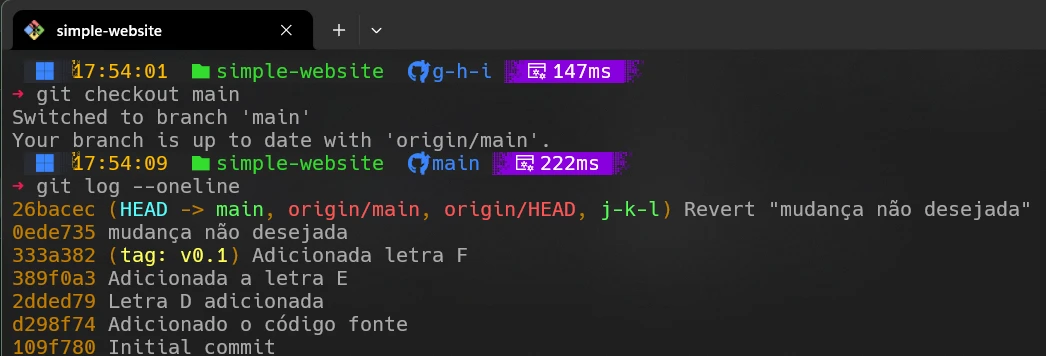 simple-website
17:54:01 simple-website g-h-i 147ms
→ git checkout main
Switched to branch 'main'
Your branch is up to date with 'origin/main'.
17:54:09 simple-website main 222ms
→ git log --oneline
26bacec (HEAD -> main, origin/main, origin/HEAD, j-k-l) Revert "mudança não desejada"
0ede735 mudança não desejada
333a382 (tag: v0.1) Adicionada letra F
389f0a3 Adicionada a letra E
2dded79 Letra D adicionada
d298f74 Adicionado o código fonte
109f780 Initial commit